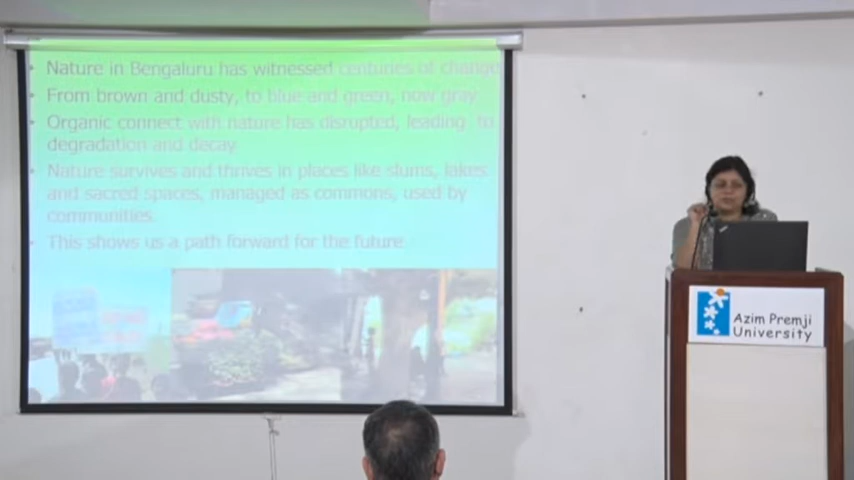 Nature in Bengaluru has witnessed centuries of change
From brown and dusty, to blue and green, now gray
Organic connect with nature has disrupted, leading to
degradation and decay
Nature survives and thrives in places like slums, lakes
and sacred spaces, managed as commons, used by
communities.
This shows us a path forward for the future
Azim Premji
University